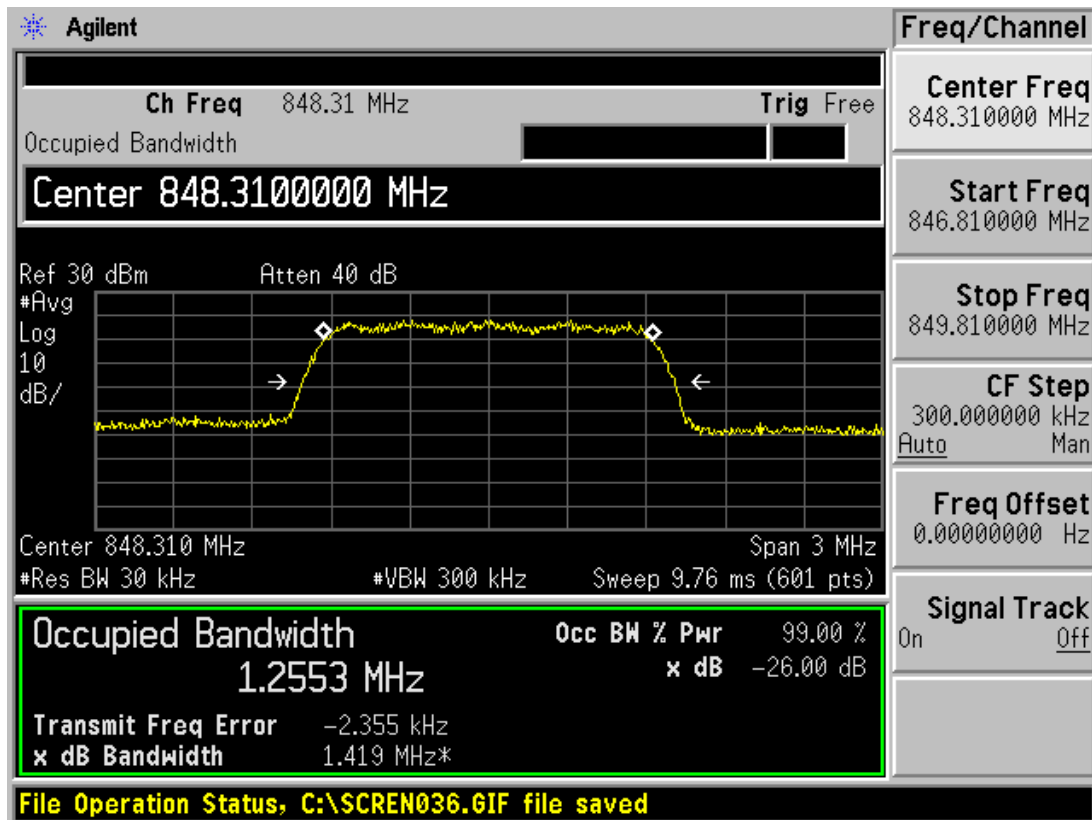 Agilent
Freq/Channel
Ch Freq 848.31 MHz Trig Free
Occupied Bandwidth
Center 848.3100000 MHz
Ref 30 dBm Atten 40 dB
#Avg
Log
10
dB/
Center 848.310 MHz Span 3 MHz
#Res BW 30 kHz #VBW 300 kHz Sweep 9.76 ms (601 pts)
Occupied Bandwidth
1.2553 MHz
Occ BW % Pwr 99.00 %
x dB -26.00 dB
Transmit Freq Error -2.355 kHz
x dB Bandwidth 1.419 MHz*
Center Freq
848.310000 MHz
Start Freq
846.810000 MHz
Stop Freq
849.810000 MHz
CF Step
300.000000 kHz
Auto Man
Freq Offset
0.00000000 Hz
Signal Track
On Off
File Operation Status, C:\SCREN036.GIF file saved